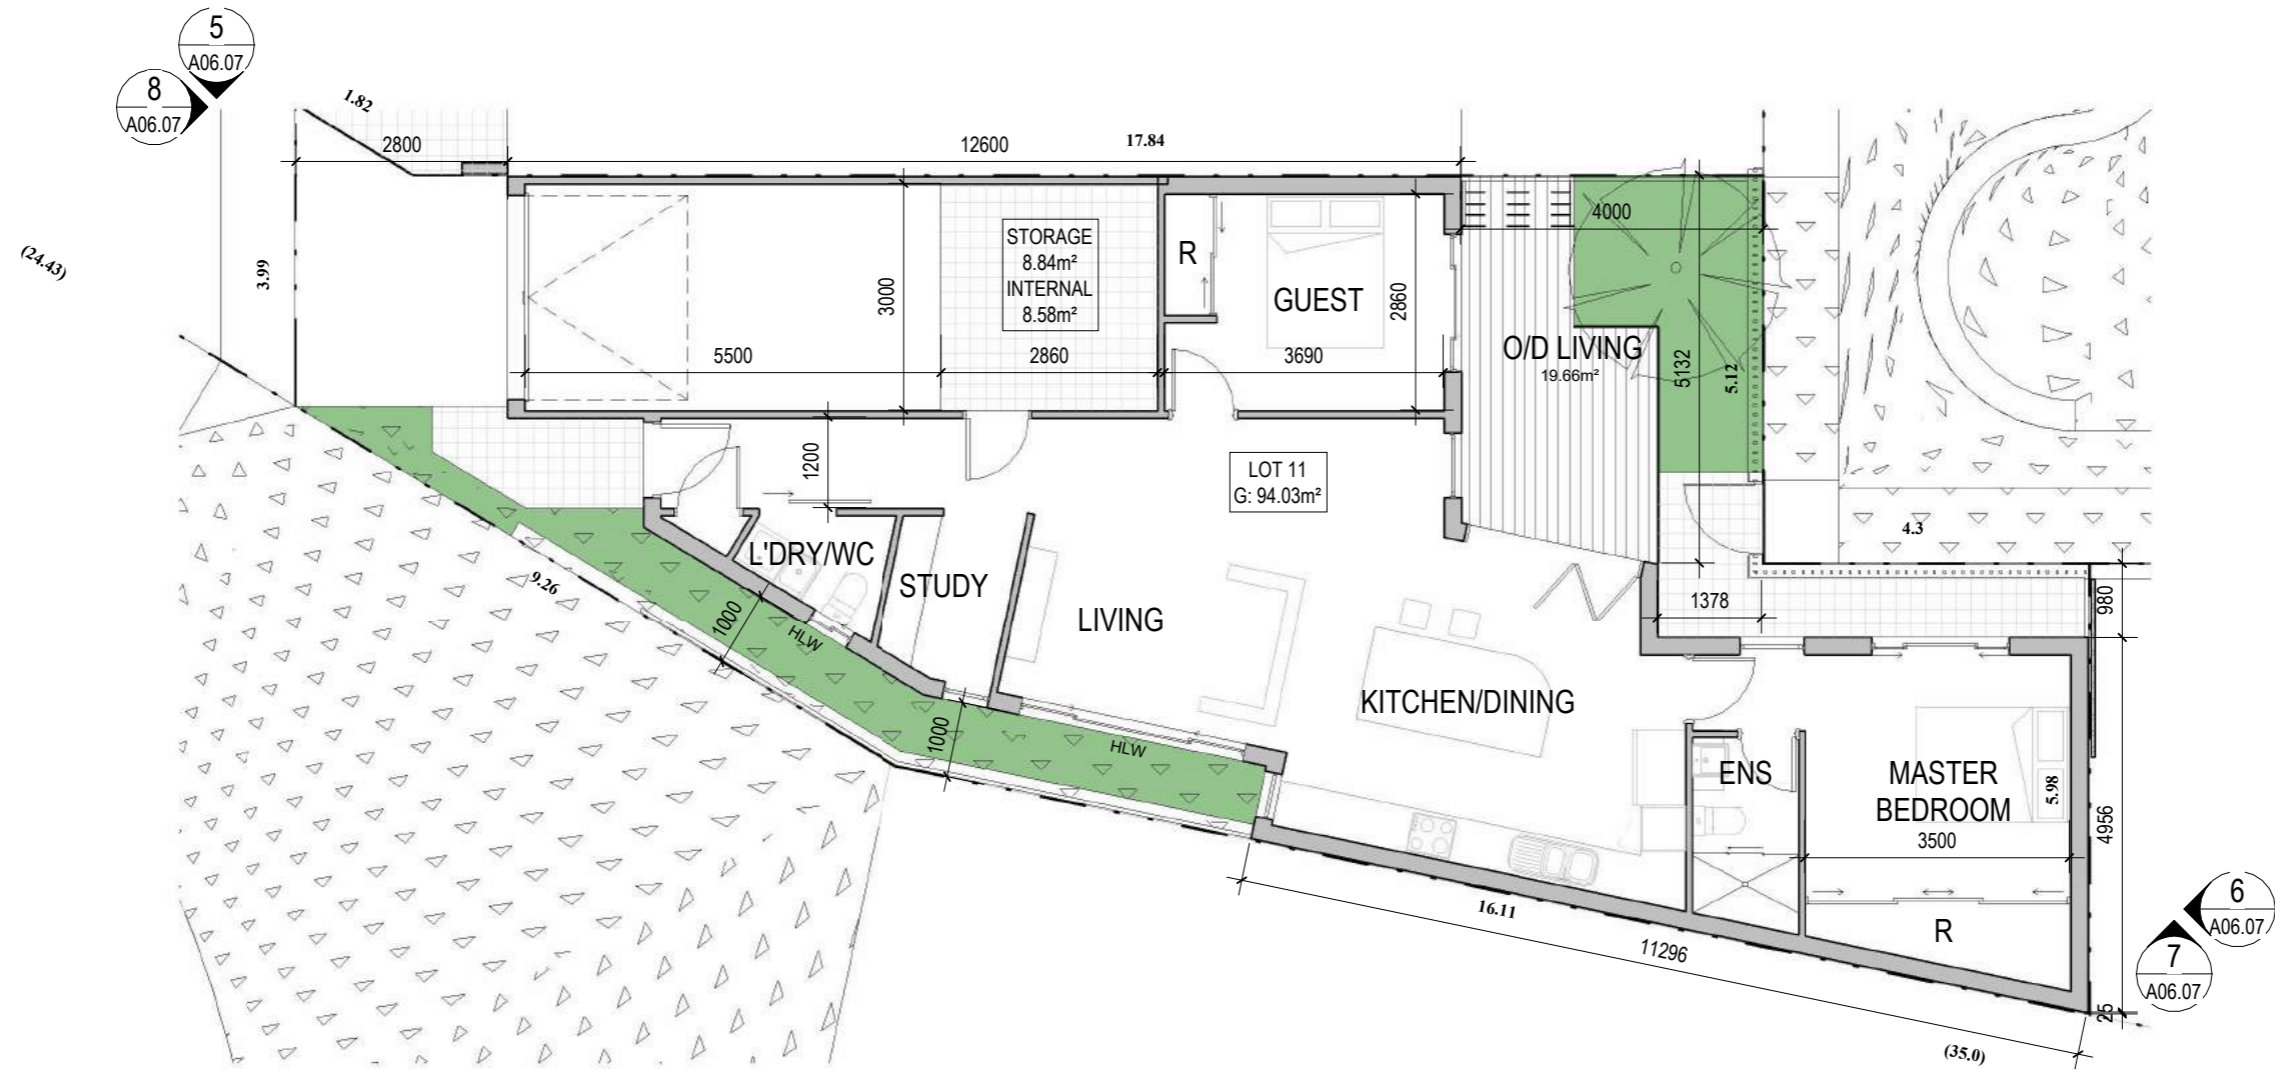 5
A06.07
8
A06.07
1.82
2800
12600
17.84
(24.43)
3.99
STORAGE
8.84m²
INTERNAL
8.58m²
3000
5500
2860
R
GUEST
2860
3690
4000
O/D LIVING
19.66m²
5132
5.12
1200
LOT 11
G: 94.03m²
4.3
9.26
L'DRY/WC
STUDY
1000
HLW
LIVING
1378
980
1000
HLW
KITCHEN/DINING
ENS
MASTER
BEDROOM
5.98
3500
4956
16.11
11296
R
6
A06.07
7
A06.07
25
(35.0)